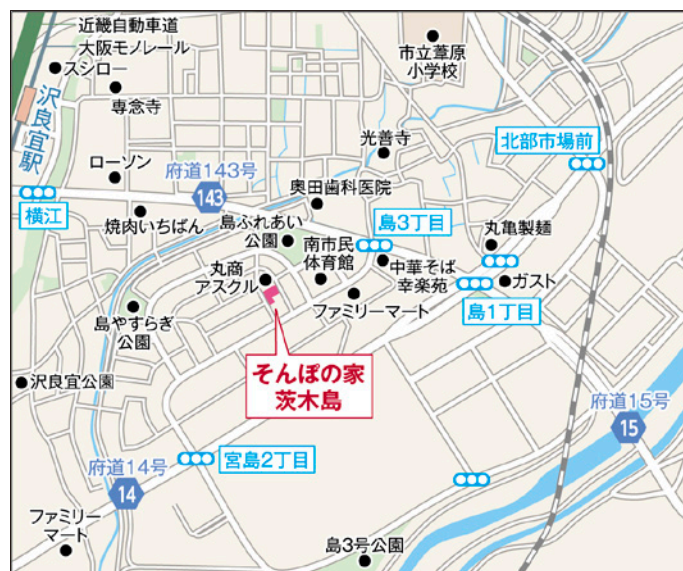 近畿自動車道
大阪モノレール
スシロー
専念寺
沢良宜駅
市立葦原
小学校
光善寺
北部市場前
ローソン
府道143号
143
横江
奥田歯科医院
焼肉いちばん
島ふれあい
公園
島3丁目
丸亀製麺
南市民
体育館
中華そば
幸楽苑
丸商
アスクル
ガスト
ファミリーマート
島1丁目
島やすらぎ
公園
そんぽの家
茨木島
沢良宜公園
府道15号
15
宮島2丁目
府道14号
14
ファミリー
マート
島3号公園